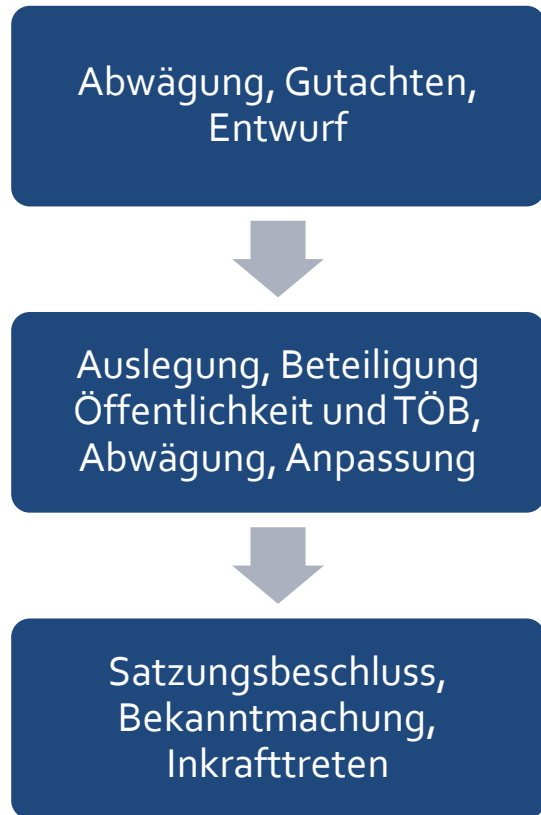 Abwägung, Gutachten,
Entwurf
Auslegung, Beteiligung
Öffentlichkeit und TÖB,
Abwägung, Anpassung
Satzungsbeschluss,
Bekanntmachung,
Inkrafttreten